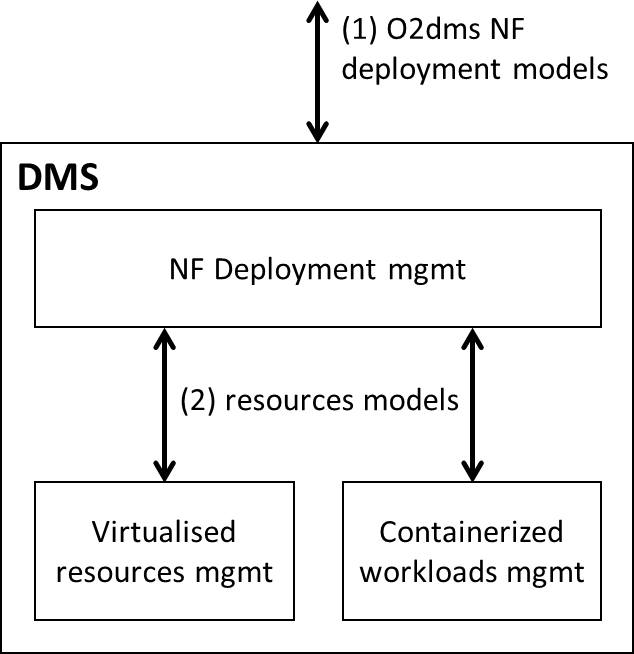 (1) O2dms NF
deployment models
DMS
NF Deployment mgmt
(2) resources models
Virtualised
resources mgmt
Containerized
workloads mgmt